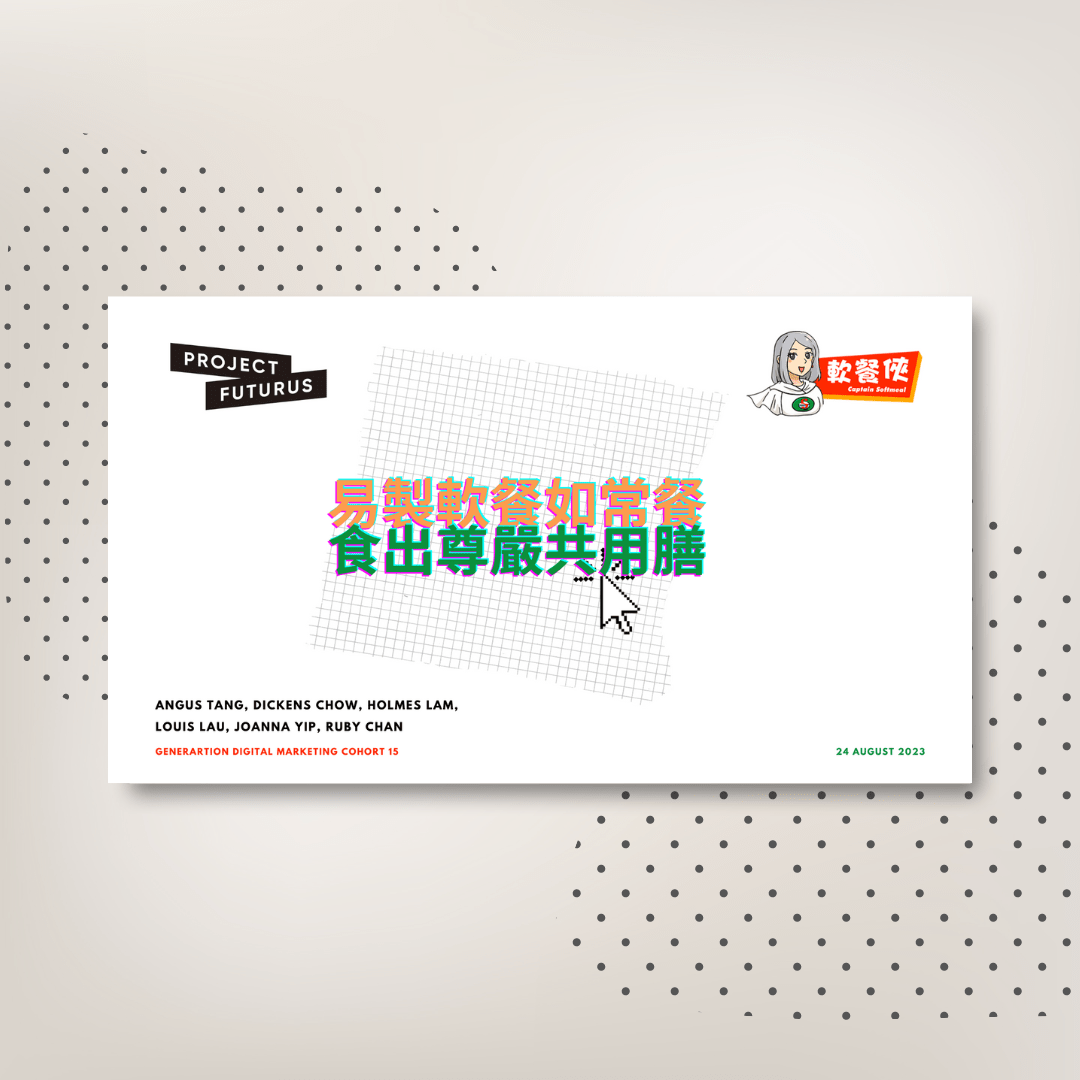 PROJECT
FUTURUS
軟餐俠
Captain Softmeal
易製軟餐如常餐
食出尊嚴共用膳
ANGUS TANG, DICKENS CHOW, HOLMES LAM,
LOUIS LAU, JOANNA YIP, RUBY CHAN
GENERARTION DIGITAL MARKETING COHORT 15
24 AUGUST 2023